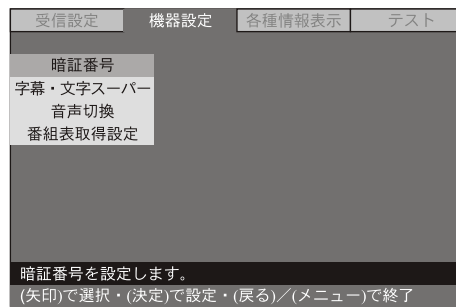 受信設定 機器設定 各種情報表示 テスト
暗証番号
字幕・文字スーパー
音声切換
番組表取得設定
暗証番号を設定します。
(矢印)で選択・(決定)で設定・(戻る)／(メニュー)で終了